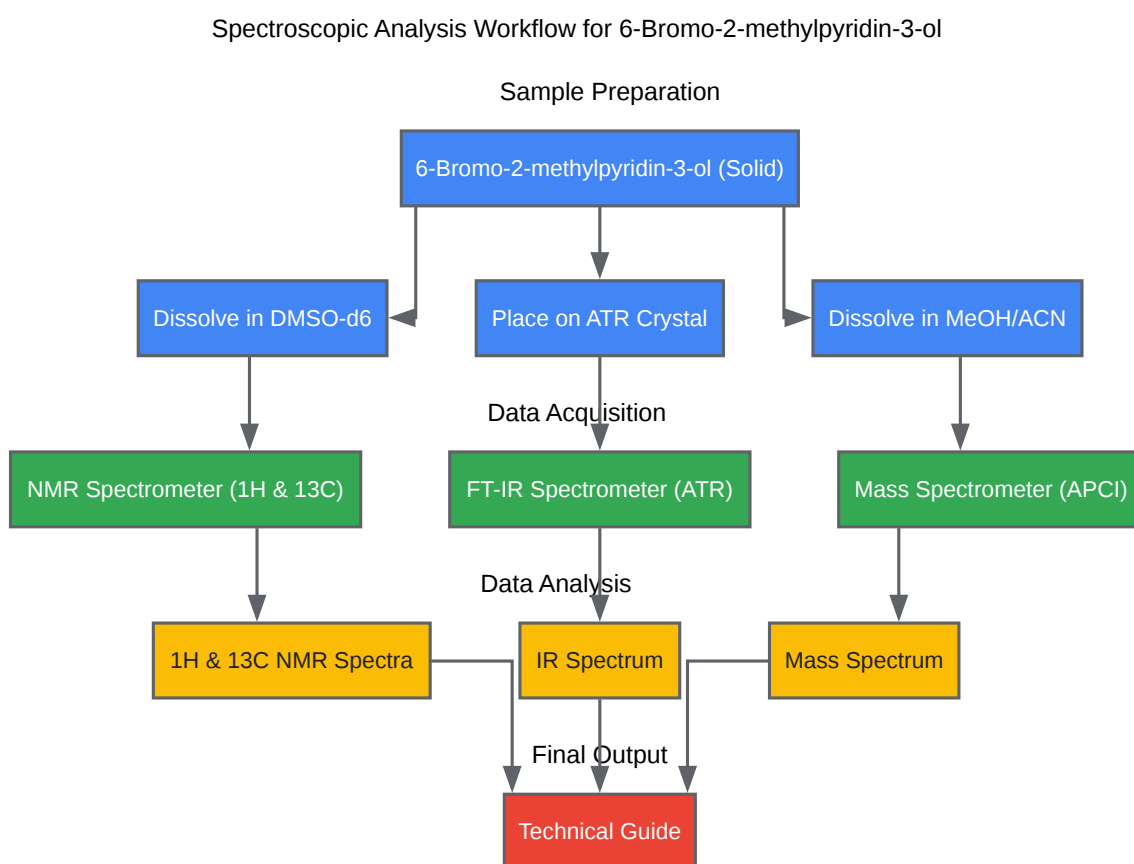 Spectroscopic Analysis Workflow for 6-Bromo-2-methylpyridin-3-ol
Sample Preparation
6-Bromo-2-methylpyridin-3-ol (Solid)
Dissolve in DMSO-d6
Place on ATR Crystal
Dissolve in MeOH/ACN
Data Acquisition
NMR Spectrometer (1H & 13C)
FT-IR Spectrometer (ATR)
Mass Spectrometer (APCI)
Data Analysis
1H & 13C NMR Spectra
IR Spectrum
Mass Spectrum
Final Output
Technical Guide